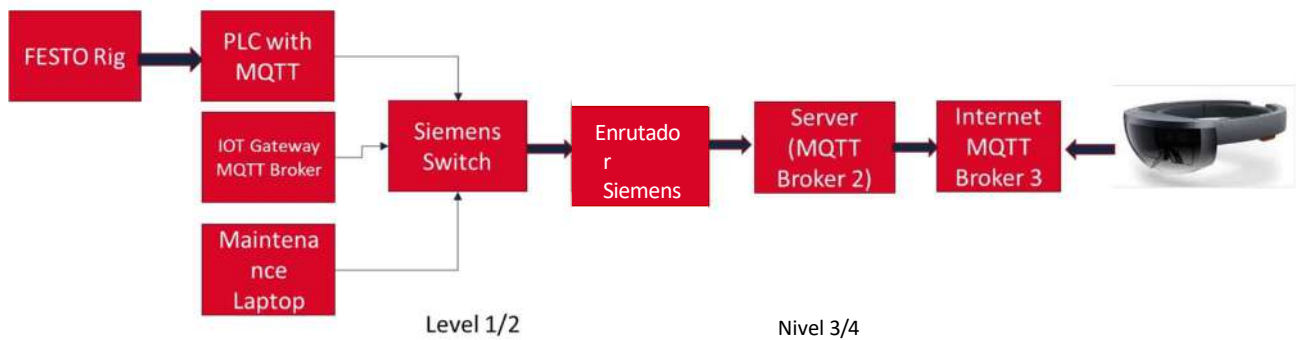 FESTO Rig
PLC with
MQTT
IOT Gateway
MQTT Broker
Maintena
nce
Laptop
Siemens
Switch
Enrutado
r
Siemens
Server
(MQTT
Broker 2)
Internet
MQTT
Broker 3
Level 1/2
Nivel 3/4